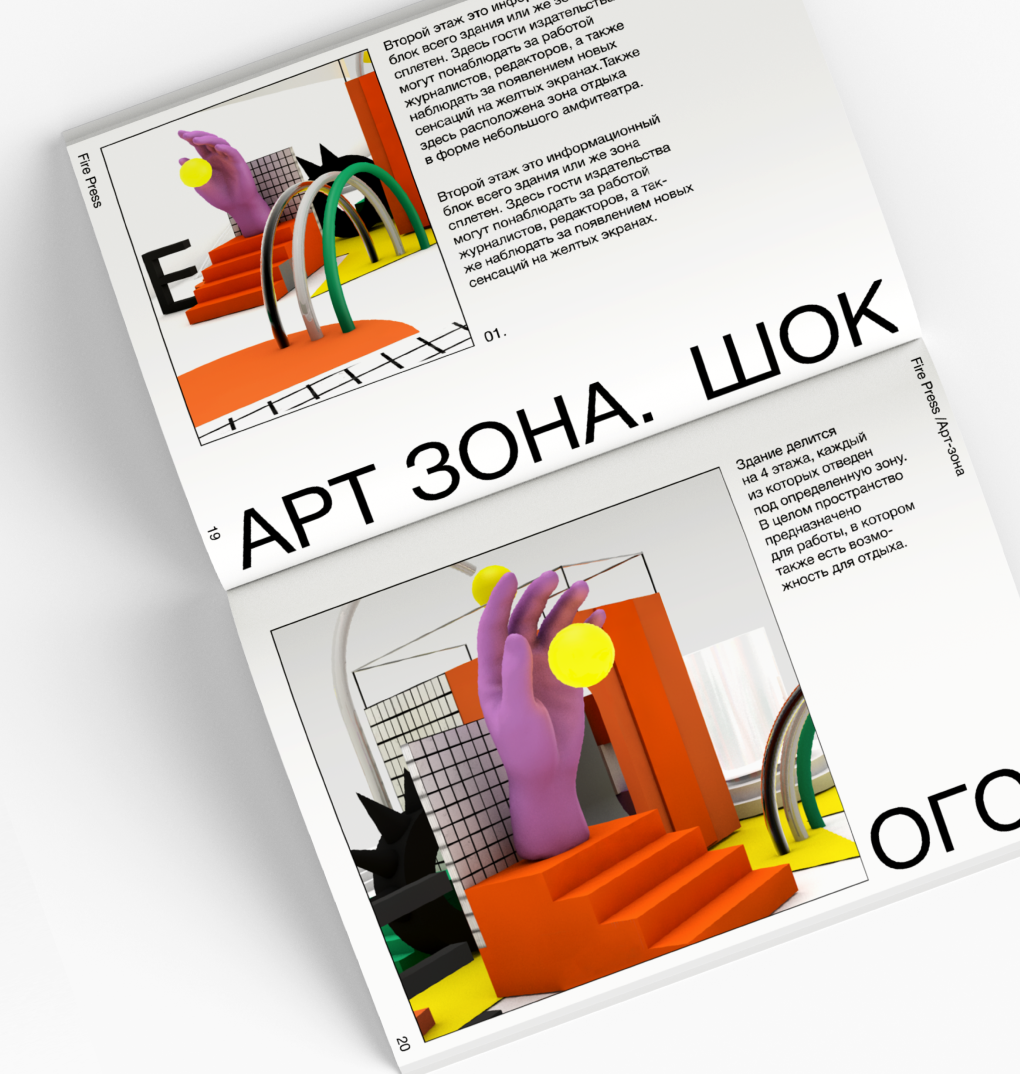 Fire Press
Второй этаж это
блок всего здания или же
сплетен. Здесь гости издательства
могут понаблюдать за работой
журналистов, редакторов, а также
наблюдать за появлением новых
сенсаций на желтых экранах.Также
здесь расположена зона отдыха
в форме небольшого амфитеатра.
Второй этаж это информационный
блок всего здания или же зона
сплетен. Здесь гости издательства
могут понаблюдать за работой
журналистов, редакторов, а так-
же наблюдать за появлением новых
сенсаций на желтых экранах.
E
01.
АРТ ЗОНА. ШОК
19
Fire Press /Арт-зона
Здание делится
на 4 этажа, каждый
из которых отведен
под определенную зону.
В целом пространство
предназначено
для работы, в котором
также есть возмо-
жность для отдыха.
ОГО
20